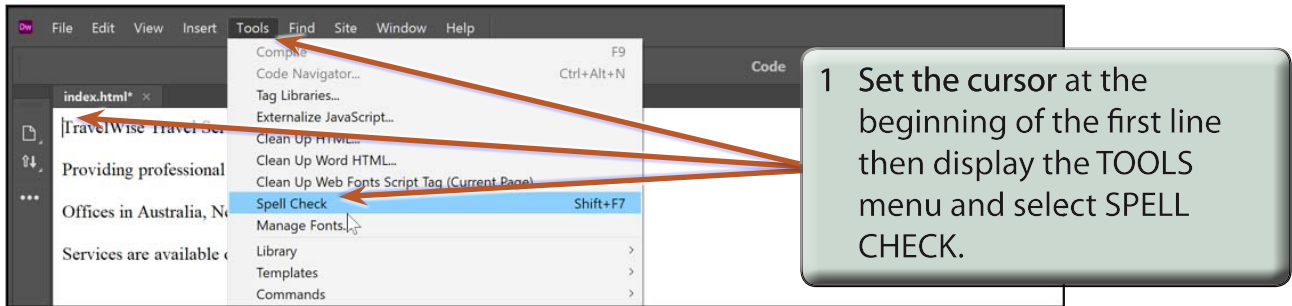 Dw File Edit View Insert Tools Find Site Window Help
Compile F9
Code Navigator... Ctrl+Alt+N
Code
Tag Libraries...
index.html* ×
Externalize JavaScript...
TravelWise Travel
Clean Up HTML...
Clean Up Word HTML...
Providing professional
Clean Up Web Fonts Script Tag (Current Page)
Spell Check Shift+F7
Offices in Australia,
Manage Fonts...
Services are available
Library >
Templates >
Commands >
1 Set the cursor at the
beginning of the first line
then display the TOOLS
menu and select SPELL
CHECK.